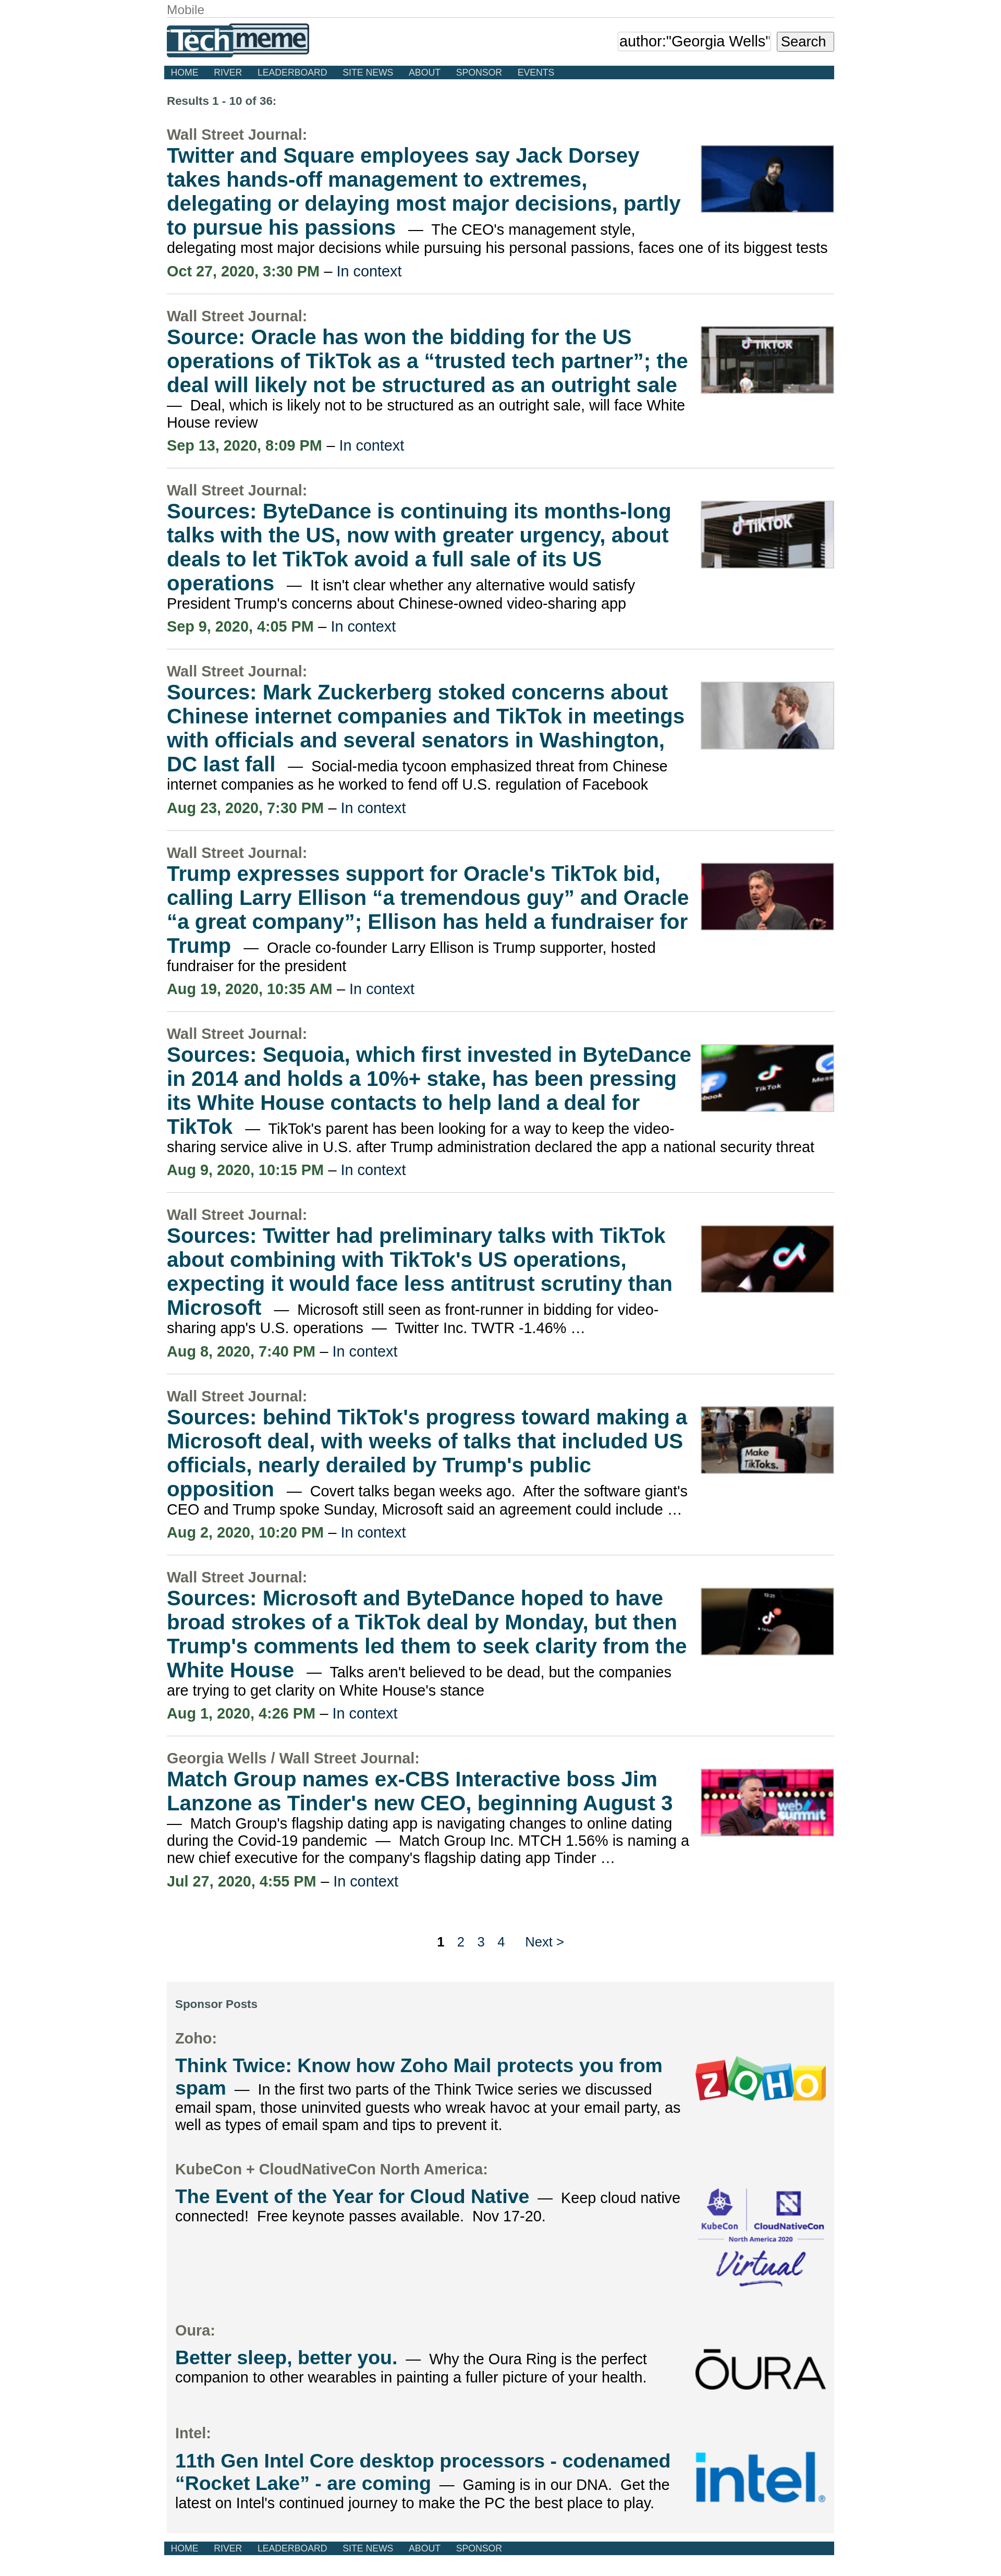 Mobile
Techmeme
author:"Georgia Wells"
Search
HOME RIVER LEADERBOARD SITE NEWS ABOUT SPONSOR EVENTS
Results 1 - 10 of 36:
Wall Street Journal:
Twitter and Square employees say Jack Dorsey
takes hands-off management to extremes,
delegating or delaying most major decisions, partly
to pursue his passions — The CEO's management style,
delegating most major decisions while pursuing his personal passions, faces one of its biggest tests
Oct 27, 2020, 3:30 PM – In context
Wall Street Journal:
Source: Oracle has won the bidding for the US
operations of TikTok as a “trusted tech partner”; the
deal will likely not be structured as an outright sale
— Deal, which is likely not to be structured as an outright sale, will face White
House review
TIKTOK
Sep 13, 2020, 8:09 PM – In context
Wall Street Journal:
Sources: ByteDance is continuing its months-long
talks with the US, now with greater urgency, about
deals to let TikTok avoid a full sale of its US
operations — It isn't clear whether any alternative would satisfy
President Trump's concerns about Chinese-owned video-sharing app
TIKTOK
Sep 9, 2020, 4:05 PM – In context
Wall Street Journal:
Sources: Mark Zuckerberg stoked concerns about
Chinese internet companies and TikTok in meetings
with officials and several senators in Washington,
DC last fall — Social-media tycoon emphasized threat from Chinese
internet companies as he worked to fend off U.S. regulation of Facebook
Aug 23, 2020, 7:30 PM – In context
Wall Street Journal:
Trump expresses support for Oracle's TikTok bid,
calling Larry Ellison “a tremendous guy” and Oracle
“a great company”; Ellison has held a fundraiser for
Trump — Oracle co-founder Larry Ellison is Trump supporter, hosted
fundraiser for the president
Aug 19, 2020, 10:35 AM – In context
Wall Street Journal:
Sources: Sequoia, which first invested in ByteDance
in 2014 and holds a 10%+ stake, has been pressing
its White House contacts to help land a deal for
TikTok — TikTok's parent has been looking for a way to keep the video-
sharing service alive in U.S. after Trump administration declared the app a national security threat
book TikTok Mess
Aug 9, 2020, 10:15 PM – In context
Wall Street Journal:
Sources: Twitter had preliminary talks with TikTok
about combining with TikTok's US operations,
expecting it would face less antitrust scrutiny than
Microsoft — Microsoft still seen as front-runner in bidding for video-
sharing app's U.S. operations — Twitter Inc. TWTR -1.46% …
Aug 8, 2020, 7:40 PM – In context
Wall Street Journal:
Sources: behind TikTok's progress toward making a
Microsoft deal, with weeks of talks that included US
officials, nearly derailed by Trump's public
opposition — Covert talks began weeks ago. After the software giant's
CEO and Trump spoke Sunday, Microsoft said an agreement could include …
Make
TikToks.
Aug 2, 2020, 10:20 PM – In context
Wall Street Journal:
Sources: Microsoft and ByteDance hoped to have
broad strokes of a TikTok deal by Monday, but then
Trump's comments led them to seek clarity from the
White House — Talks aren't believed to be dead, but the companies
are trying to get clarity on White House's stance
Aug 1, 2020, 4:26 PM – In context
Georgia Wells / Wall Street Journal:
Match Group names ex-CBS Interactive boss Jim
Lanzone as Tinder's new CEO, beginning August 3
— Match Group's flagship dating app is navigating changes to online dating
during the Covid-19 pandemic — Match Group Inc. MTCH 1.56% is naming a
new chief executive for the company's flagship dating app Tinder …
web
summit
Jul 27, 2020, 4:55 PM – In context
1 2 3 4 Next >
Sponsor Posts
Zoho:
Think Twice: Know how Zoho Mail protects you from
spam — In the first two parts of the Think Twice series we discussed
email spam, those uninvited guests who wreak havoc at your email party, as
well as types of email spam and tips to prevent it.
ZOHO
KubeCon + CloudNativeCon North America:
The Event of the Year for Cloud Native — Keep cloud native
connected! Free keynote passes available. Nov 17-20.
KubeCon CloudNativeCon
North America 2020
Virtual
Oura:
Better sleep, better you. — Why the Oura Ring is the perfect
companion to other wearables in painting a fuller picture of your health.
ŌURA
Intel:
11th Gen Intel Core desktop processors - codenamed
“Rocket Lake” - are coming — Gaming is in our DNA. Get the
latest on Intel's continued journey to make the PC the best place to play.
intel®
HOME RIVER LEADERBOARD SITE NEWS ABOUT SPONSOR